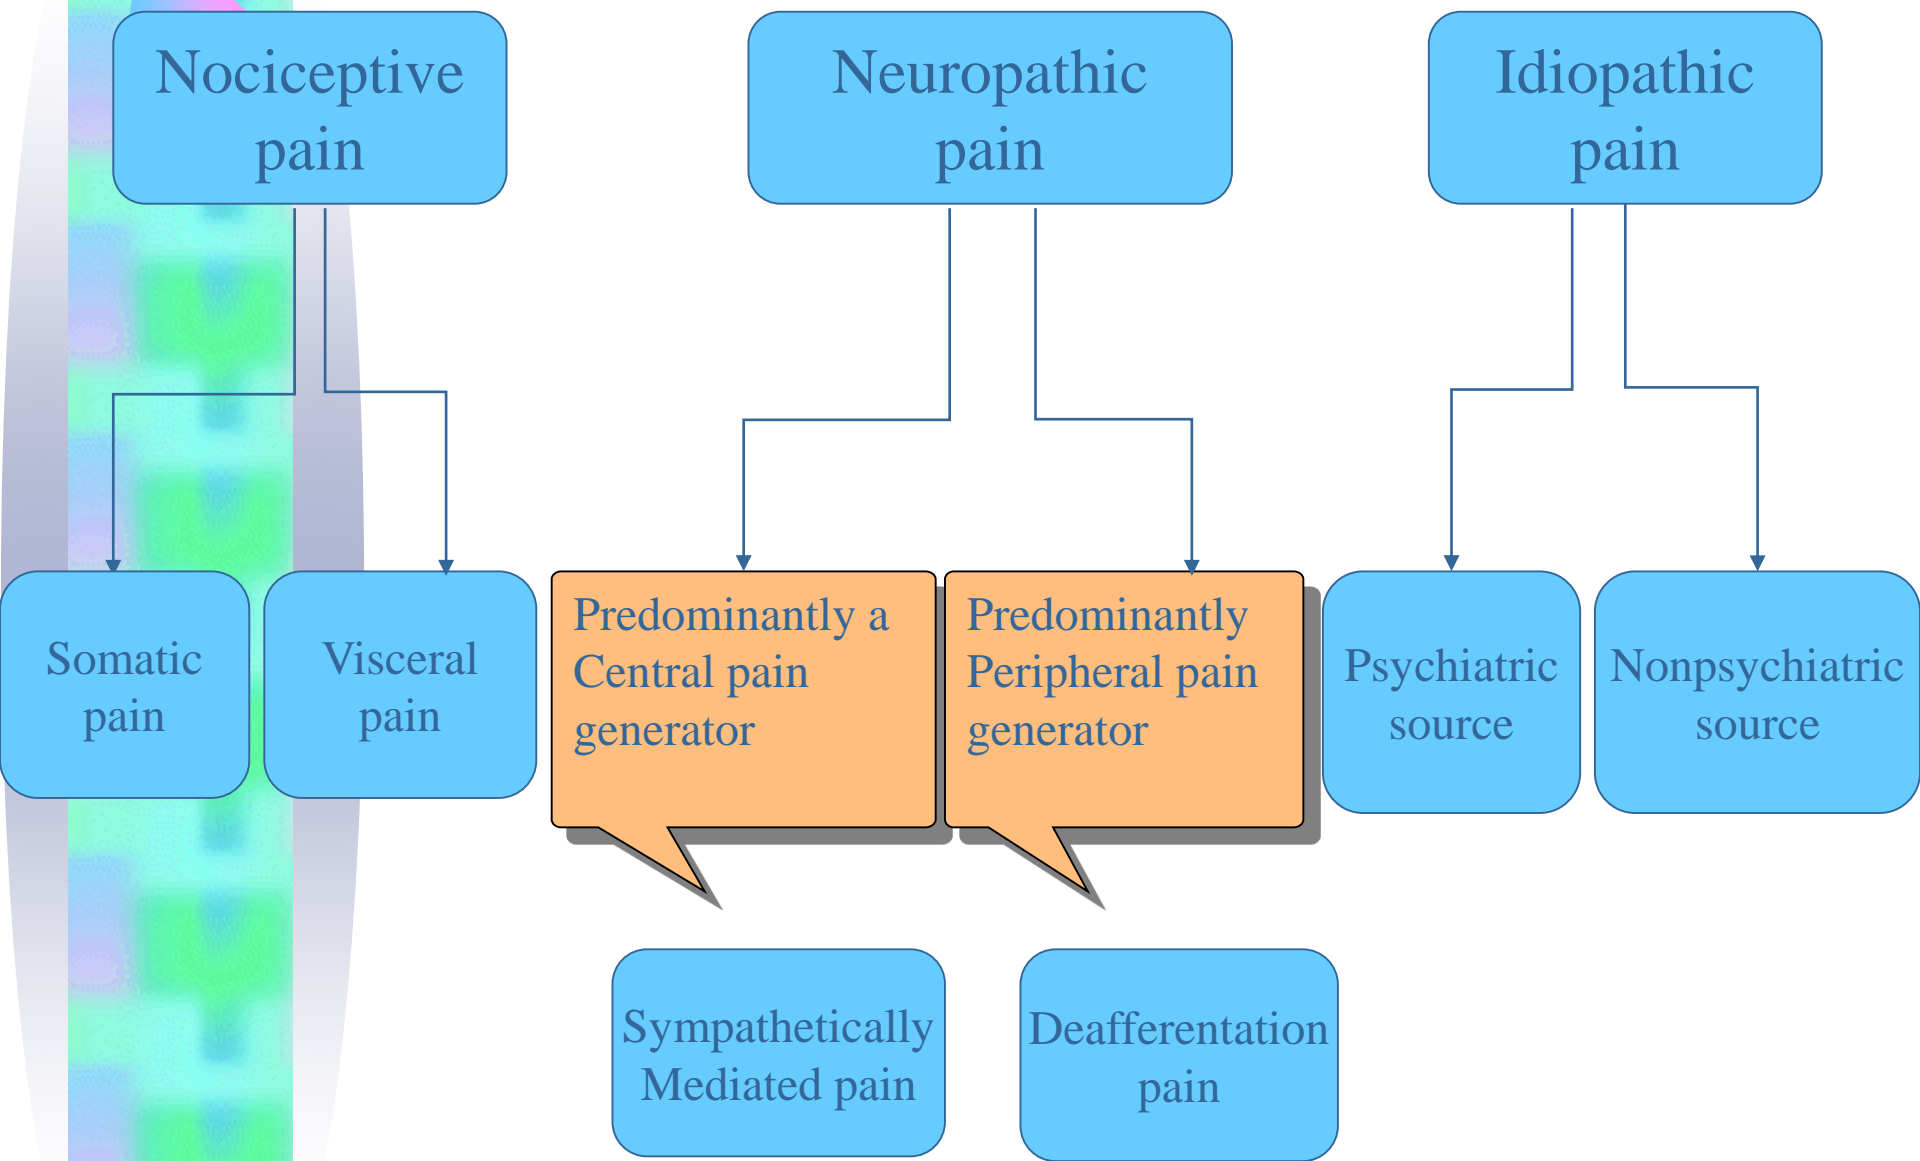 Nociceptive
pain
Neuropathic
pain
Idiopathic
pain
Somatic
pain
Visceral
pain
Predominantly a
Central pain
generator
Predominantly
Peripheral pain
generator
Psychiatric
source
Nonpsychiatric
source
Sympathetically
Mediated pain
Deafferentation
pain